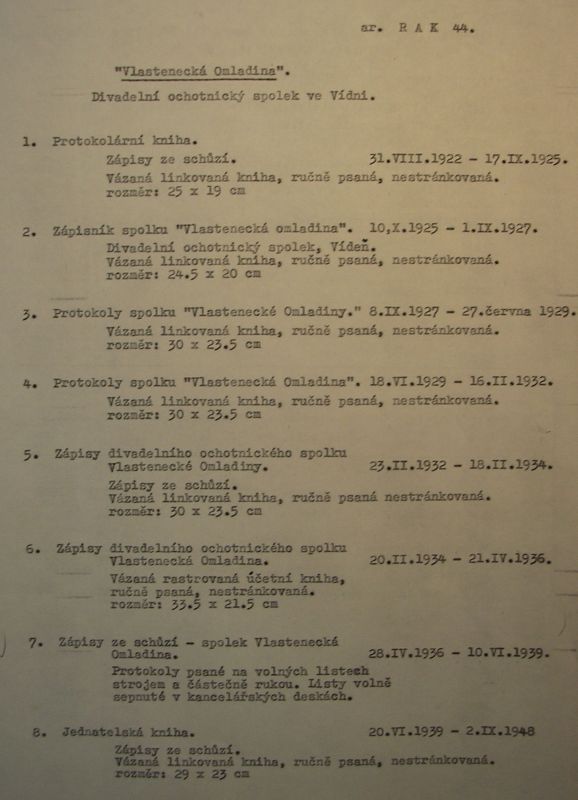 ar. R A K 44.
"Vlastenecká Omladina".
Divadelní ochotnický spolek ve Vídni.
1. Protokolární kniha.
Zápisy ze schůzí. 31.VIII.1922 - 17.IX.1925.
Vázaná linkovaná kniha, ručně psaná, nestránkovaná.
rozměr: 25 x 19 cm
2. Zápisník spolku "Vlastenecká omladina". 10,X.1925 - 1.IX.1927.
Divadelní ochotnický spolek, Vídeň.
Vázaná linkovaná kniha, ručně psaná, nestránkovaná.
rozměr: 24.5 x 20 cm
3. Protokoly spolku "Vlastenecké Omladiny." 8.IX.1927 - 27.června 1929.
Vázaná linkovaná kniha, ručně psaná, nestránkovaná.
rozměr: 30 x 23.5 cm
4. Protokoly spolku "Vlastenecká Omladina". 18.VI.1929 - 16.II.1932.
Vázaná linkovaná kniha, ručně psaná, nestránkovaná.
rozměr: 30 x 23.5 cm
5. Zápisy divadelního ochotnického spolku
Vlastenecké Omladiny. 23.II.1932 - 18.II.1934.
Zápisy ze schůzí.
Vázaná linkovaná kniha, ručně psaná nestránkovaná.
rozměr: 30 x 23.5 cm
6. Zápisy divadelního ochotnického spolku
Vlastenecká Omladina. 20.II.1934 - 21.IV.1936.
Vázaná rastrovaná účetní kniha,
ručně psaná, nestránkovaná.
rozměr: 33.5 x 21.5 cm
7. Zápisy ze schůzí - spolek Vlastenecká
Omladina. 28.IV.1936 - 10.VI.1939.
Protokoly psané na volných listech
strojem a částečně rukou. Listy volně
sepnuté v kancelářských deskách.
8. Jednatelská kniha. 20.VI.1939 - 2.IX.1948
Zápisy ze schůzí.
Vázaná linkovaná kniha, ručně psaná, nestránkovaná.
rozměr: 29 x 23 cm